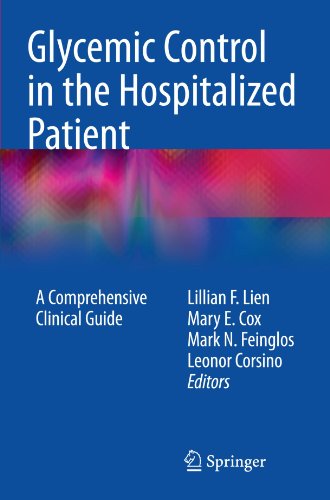 Glycemic Control
in the Hospitalized
Patient
A Comprehensive
Clinical Guide
Lillian F. Lien
Mary E. Cox
Mark N. Feinglos
Leonor Corsino
Editors
Springer